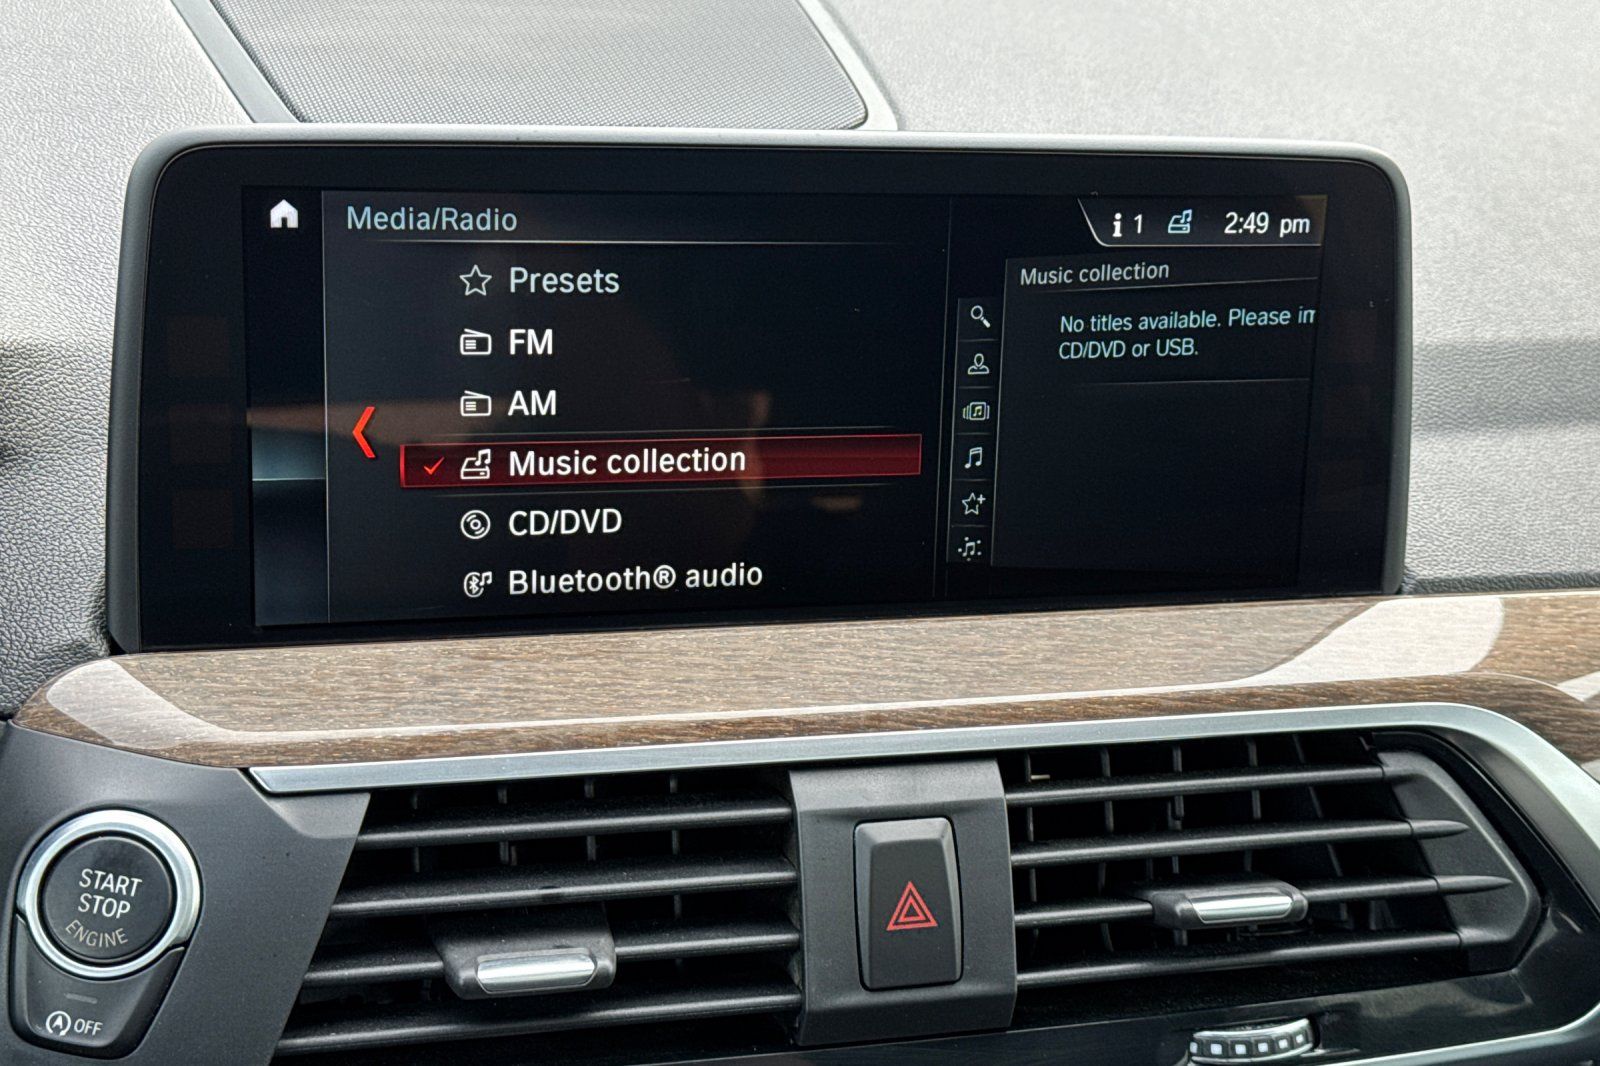 Media/Radio
1 2:49 pm
Presets
FM
AM
Music collection
CD/DVD
Bluetooth® audio
Music collection
No titles available. Please im
CD/DVD or USB.
START
STOP
ENGINE
A OFF